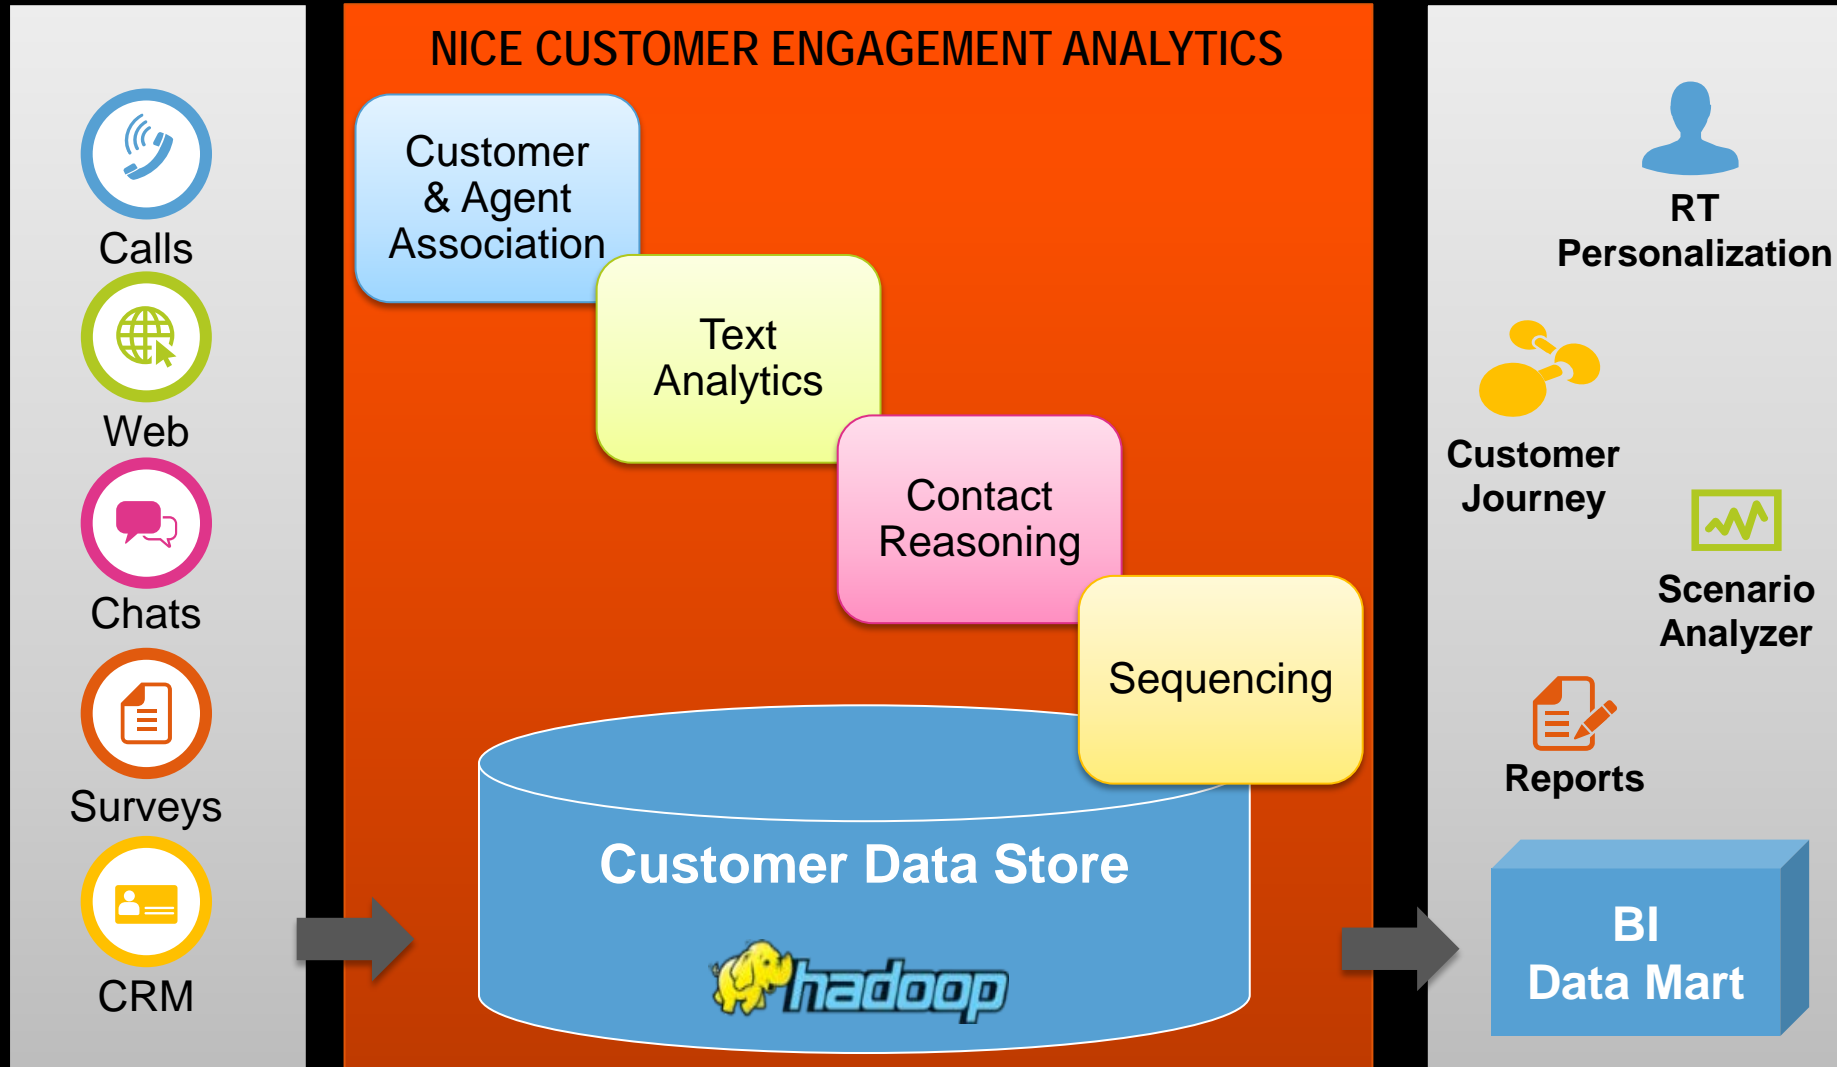 NICE CUSTOMER ENGAGEMENT ANALYTICS
Calls
Web
Chats
Surveys
CRM
Customer
& Agent
Association
Text
Analytics
Contact
Reasoning
Sequencing
Customer Data Store
hadoop
RT
Personalization
Customer
Journey
Scenario
Analyzer
Reports
BI
Data Mart